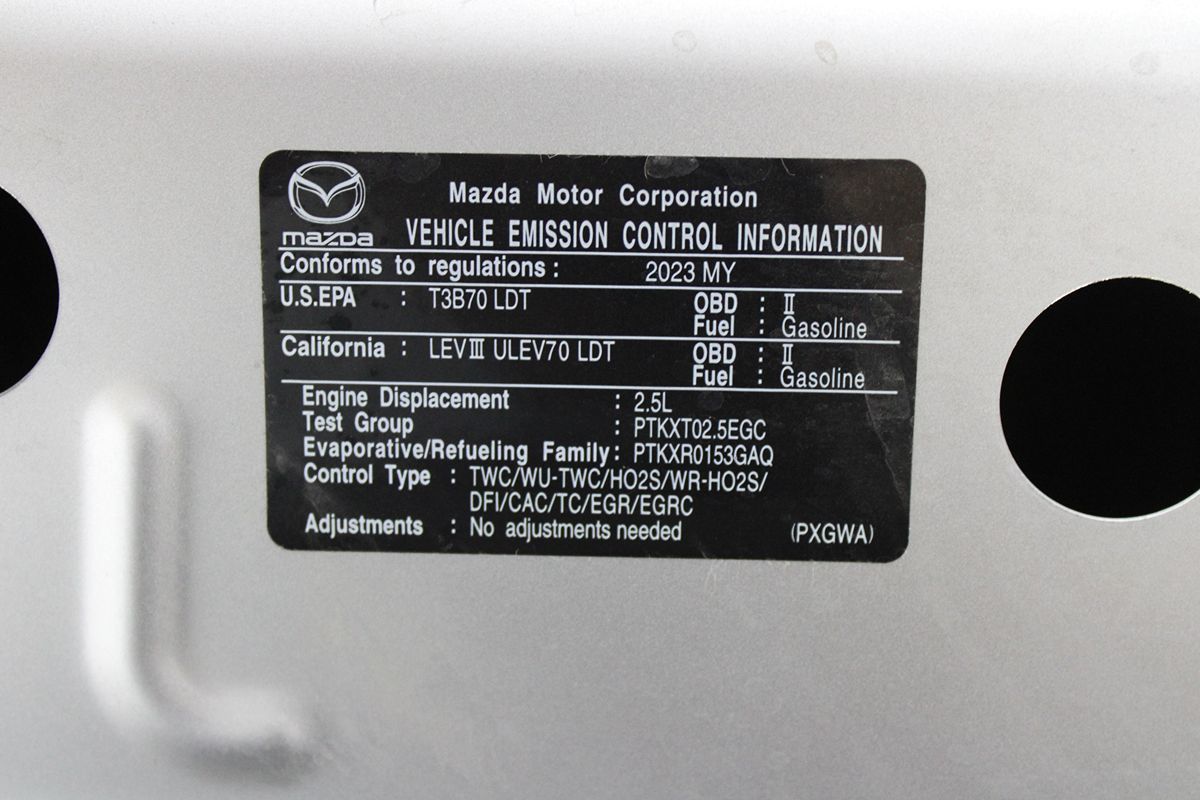 Mazda Motor Corporation
mazda VEHICLE EMISSION CONTROL INFORMATION
Conforms to regulations : 2023 MY
U.S.EPA : T3B70 LDT OBD : Ⅱ
Fuel : Gasoline
California : LEVⅢ ULEV70 LDT OBD : Ⅱ
Fuel : Gasoline
Engine Displacement : 2.5L
Test Group : PTKXT02.5EGC
Evaporative/Refueling Family : PTKXR0153GAQ
Control Type : TWC/WU-TWC/HO2S/WR-HO2S/
DFI/CAC/TC/EGR/EGRC
Adjustments : No adjustments needed (PXGWA)